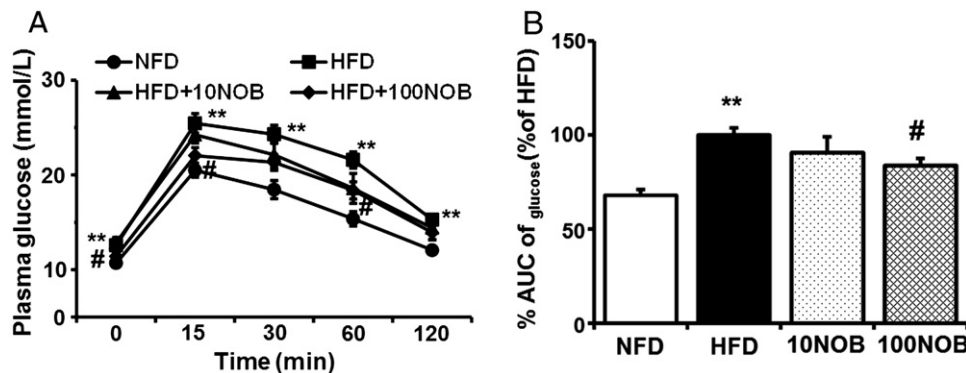 A
NFD HFD
HFD+10NOB HFD+100NOB
Plasma glucose (mmol/L)
30
20
10
0
** ** ** ** **
# # #
0 15 30 60 120
Time (min)
B
% AUC of glucose(%of HFD)
150
100
50
0
**
#
NFD HFD 10NOB 100NOB